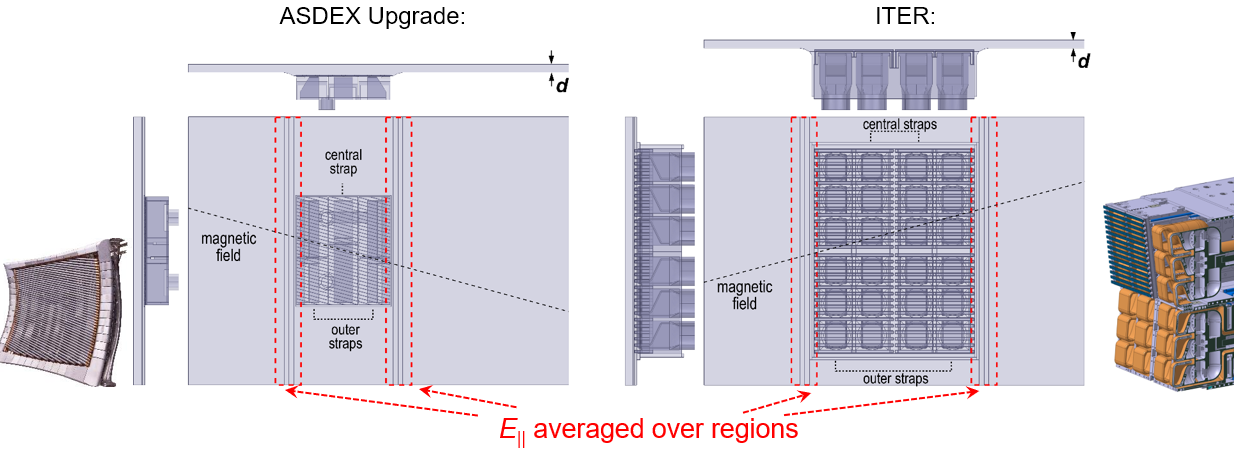 ASDEX Upgrade:
ITER:
d
d
central
strap
magnetic
field
outer
straps
central straps
magnetic
field
outer straps
E|| averaged over regions